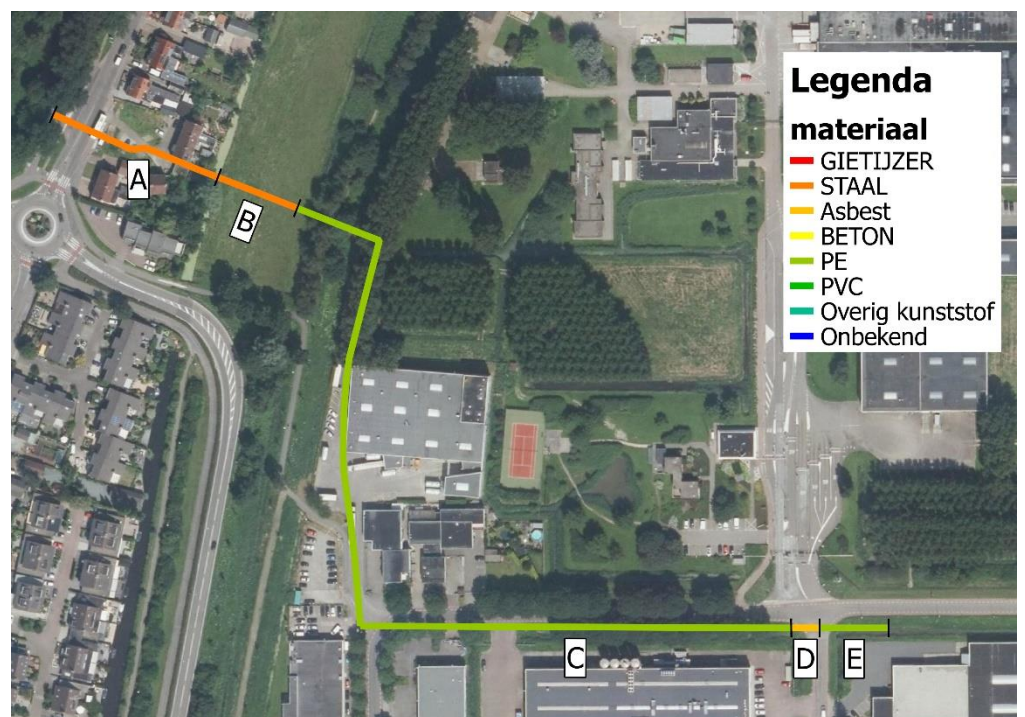 Legenda
materiaal
GIETIJZER
STAAL
Asbest
BETON
PE
PVC
Overig kunststof
Onbekend
A
B
C
D
E